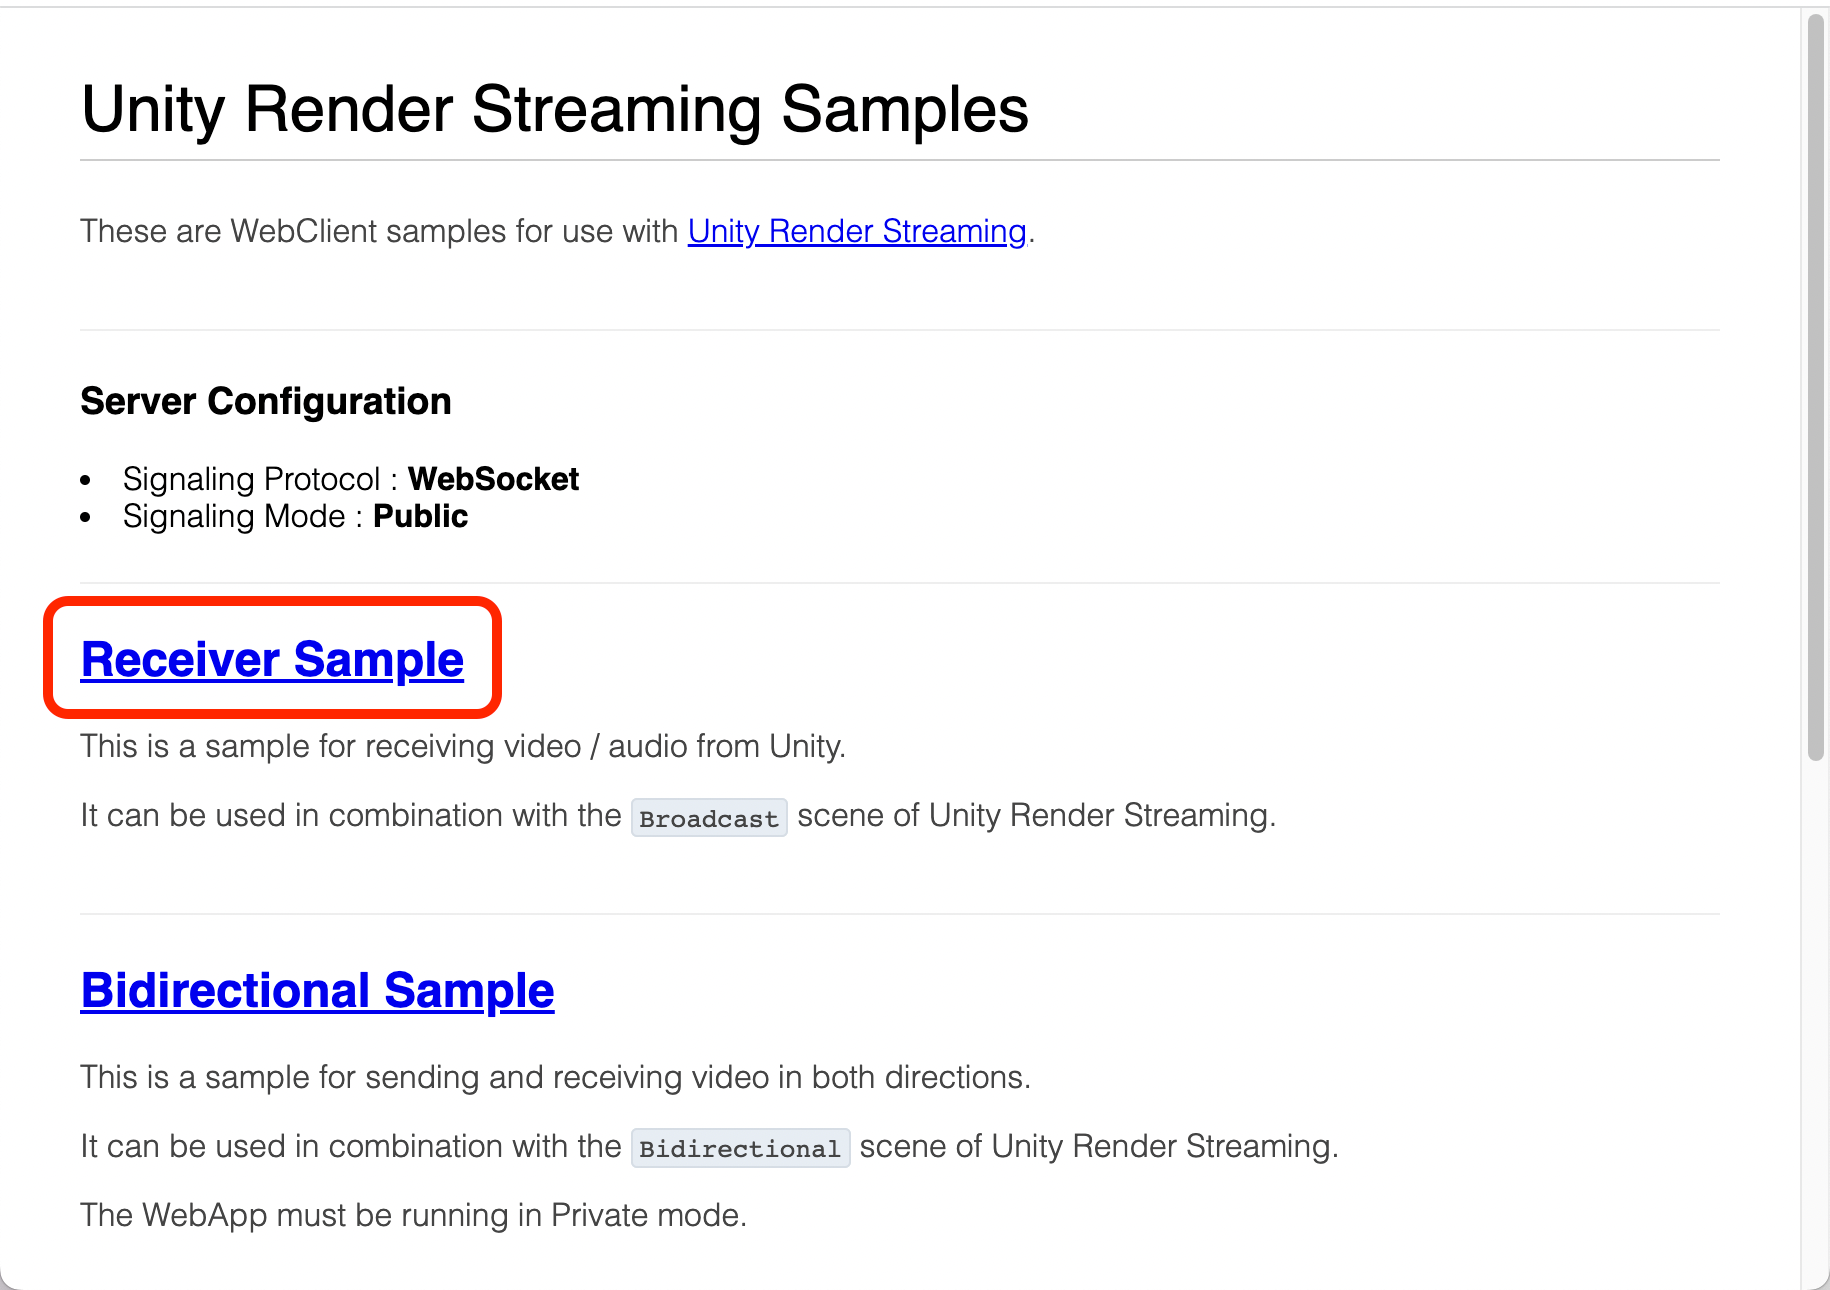 Unity Render Streaming Samples
These are WebClient samples for use with Unity Render Streaming.
Server Configuration
• Signaling Protocol : WebSocket
• Signaling Mode : Public
Receiver Sample
This is a sample for receiving video / audio from Unity.
It can be used in combination with the Broadcast scene of Unity Render Streaming.
Bidirectional Sample
This is a sample for sending and receiving video in both directions.
It can be used in combination with the Bidirectional scene of Unity Render Streaming.
The WebApp must be running in Private mode.